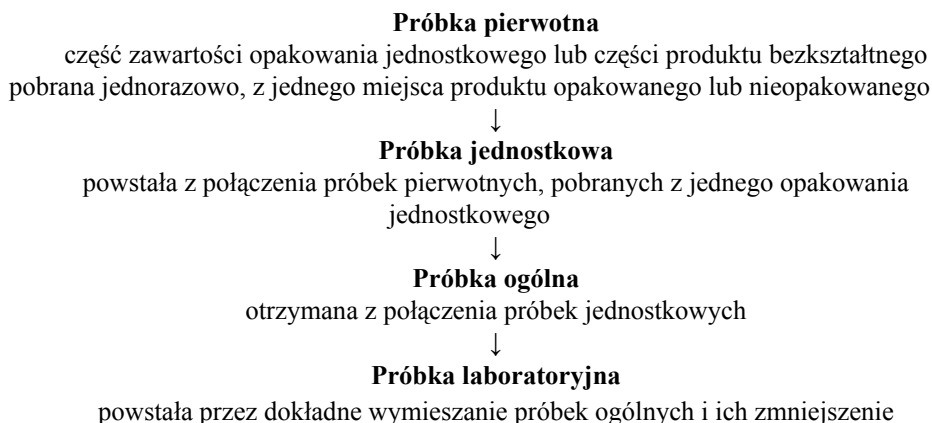 Próbka pierwotna
część zawartości opakowania jednostkowego lub części produktu bezkształtnego
pobrana jednorazowo, z jednego miejsca produktu opakowanego lub nieopakowanego
↓
Próbka jednostkowa
powstała z połączenia próbek pierwotnych, pobranych z jednego opakowania
jednostkowego
↓
Próbka ogólna
otrzymana z połączenia próbek jednostkowych
↓
Próbka laboratoryjna
powstała przez dokładne wymieszanie próbek ogólnych i ich zmniejszenie